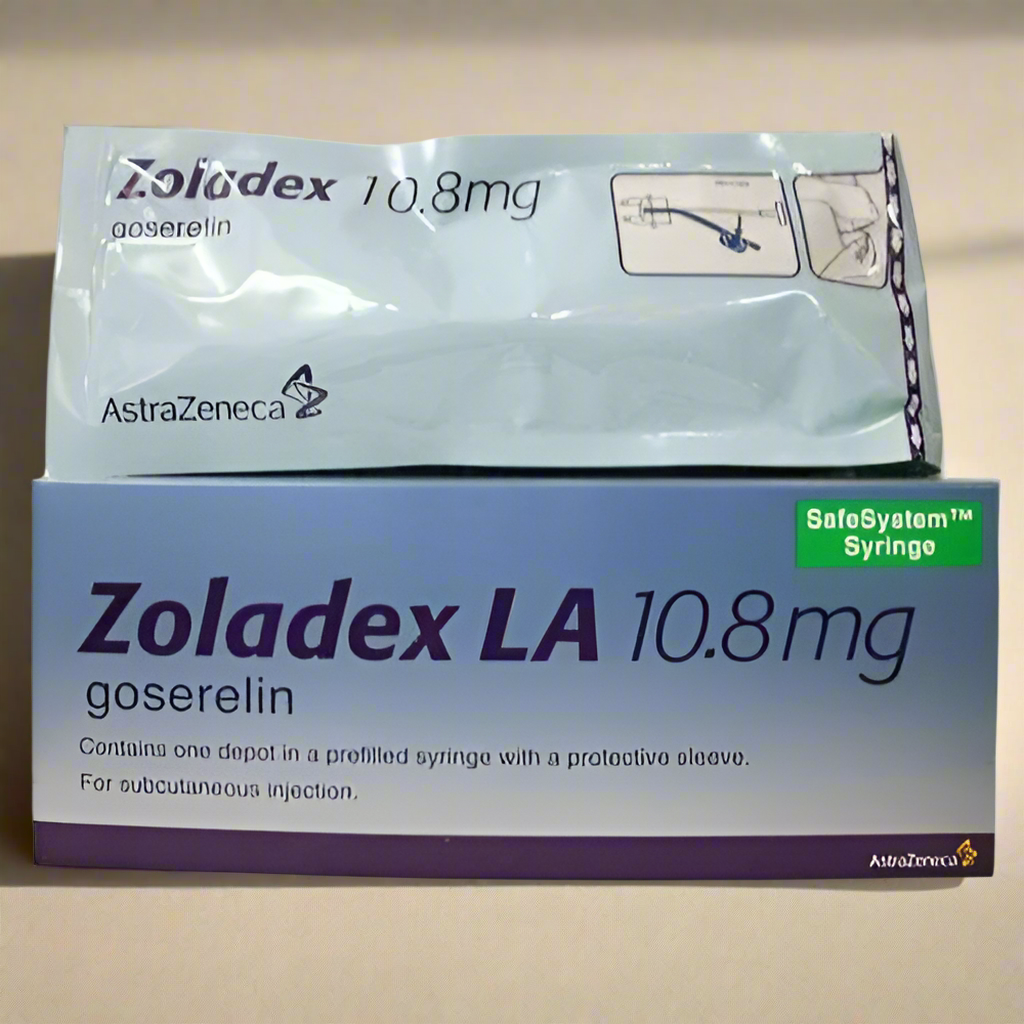 Zoladex 10.8mg
goserelin
AstraZeneca
SafeSystem™
Syringe
Zoladex LA 10.8mg
goserelin
Contains one depot in a prefilled syringe with a protective sleeve.
For subcutaneous injection.
AstraZeneca